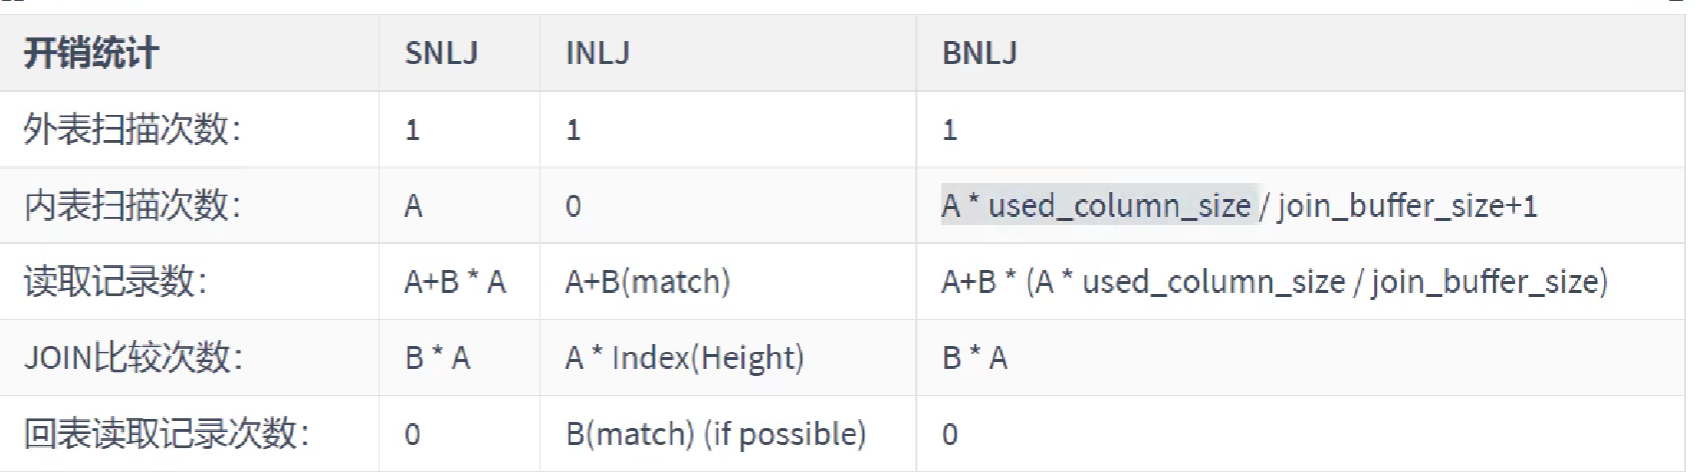 开销统计 SNLJ INLJ BNLJ
外表扫描次数： 1 1 1
内表扫描次数： A 0 A * used_column_size / join_buffer_size+1
读取记录数： A+B * A A+B(match) A+B * (A * used_column_size / join_buffer_size)
JOIN比较次数： B * A A * Index(Height) B * A
回表读取记录次数： 0 B(match) (if possible) 0